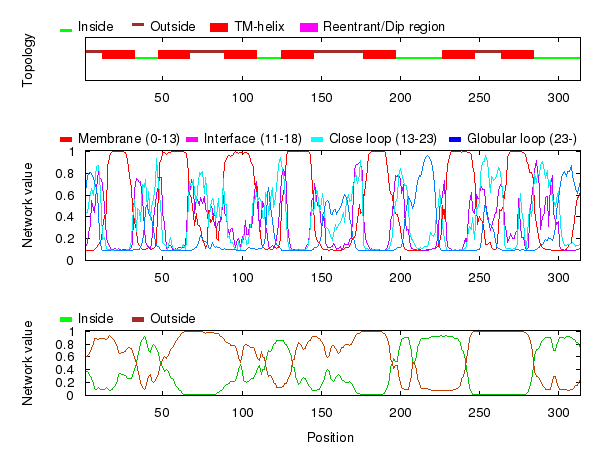 Inside Outside TM-helix Reentrant/Dip region
Topology
50 100 150 200 250 300
Membrane (0-13) Interface (11-18) Close loop (13-23) Globular loop (23-)
Network value
1
0.8
0.6
0.4
0.2
0
50 100 150 200 250 300
Inside Outside
Network value
1
0.8
0.6
0.4
0.2
0
50 100 150 200 250 300
Position